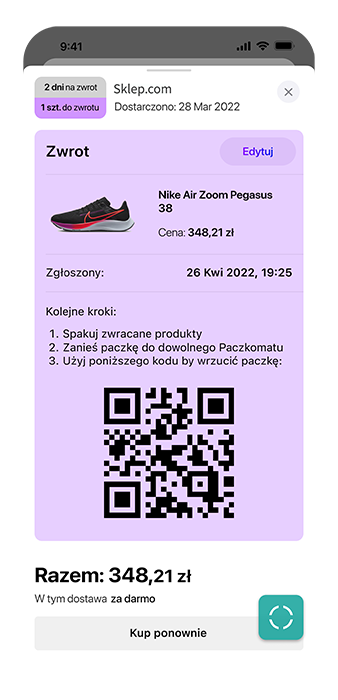 9:41
2 dni na zwrot
1 szt. do zwrotu
Sklep.com
Dostarczono: 28 Mar 2022
Zwrot
Edytuj
Nike Air Zoom Pegasus
38
Cena: 348,21 zł
Zgłoszony:
26 Kwi 2022, 19:25
Kolejne kroki:
1. Spakuj zwracane produkty
2. Zanieś paczkę do dowolnego Paczkomatu
3. Użyj poniższego kodu by wrzucić paczkę:
Razem: 348,21 zł
W tym dostawa za darmo
Kup ponownie